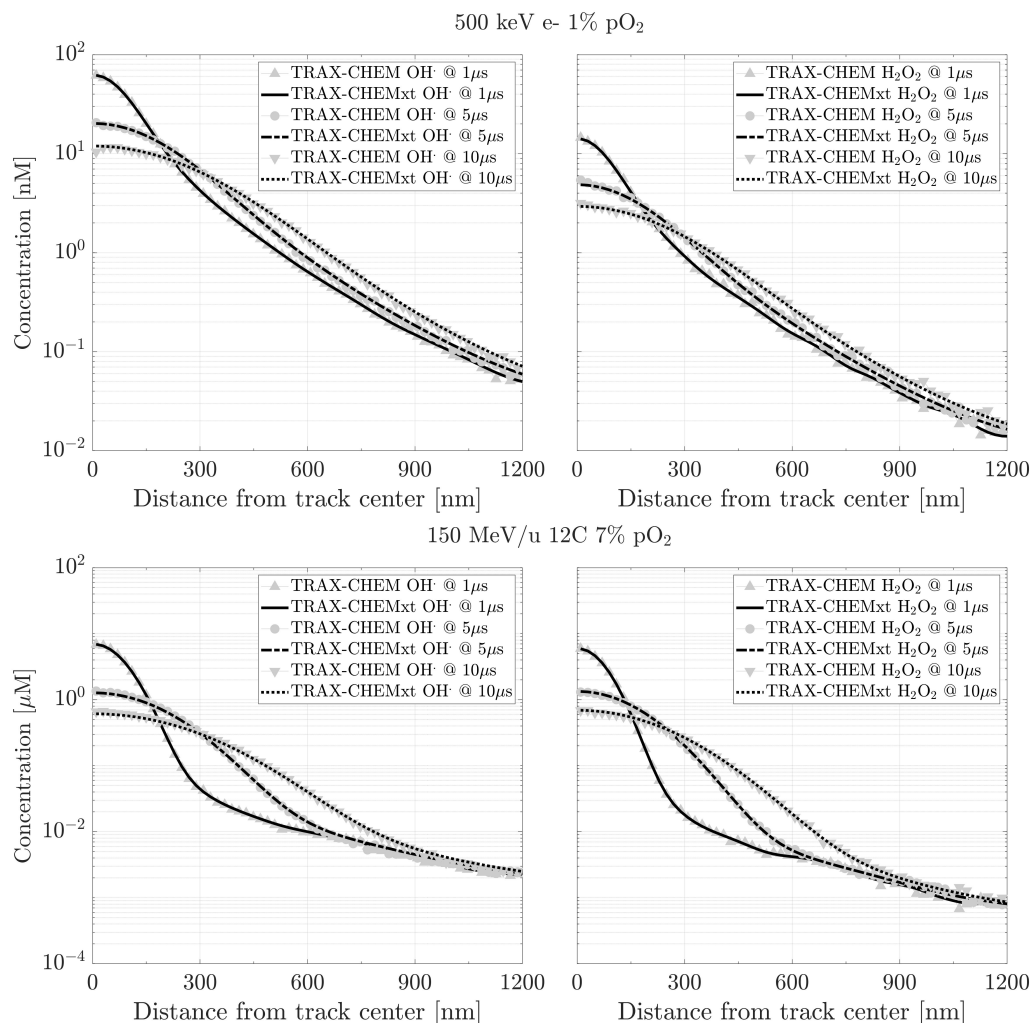 500 keV e- 1% pO₂
10²
10¹
10⁰
10⁻¹
10⁻²
Concentration [nM]
TRAX-CHEM OH· @ 1μs
TRAX-CHEMxt OH· @ 1μs
TRAX-CHEM OH· @ 5μs
TRAX-CHEMxt OH· @ 5μs
TRAX-CHEM OH· @ 10μs
TRAX-CHEMxt OH· @ 10μs
0 300 600 900 1200
Distance from track center [nm]
TRAX-CHEM H₂O₂ @ 1μs
TRAX-CHEMxt H₂O₂ @ 1μs
TRAX-CHEM H₂O₂ @ 5μs
TRAX-CHEMxt H₂O₂ @ 5μs
TRAX-CHEM H₂O₂ @ 10μs
TRAX-CHEMxt H₂O₂ @ 10μs
0 300 600 900 1200
Distance from track center [nm]
150 MeV/u 12C 7% pO₂
10²
10⁰
10⁻²
10⁻⁴
Concentration [μM]
TRAX-CHEM OH· @ 1μs
TRAX-CHEMxt OH· @ 1μs
TRAX-CHEM OH· @ 5μs
TRAX-CHEMxt OH· @ 5μs
TRAX-CHEM OH· @ 10μs
TRAX-CHEMxt OH· @ 10μs
0 300 600 900 1200
Distance from track center [nm]
TRAX-CHEM H₂O₂ @ 1μs
TRAX-CHEMxt H₂O₂ @ 1μs
TRAX-CHEM H₂O₂ @ 5μs
TRAX-CHEMxt H₂O₂ @ 5μs
TRAX-CHEM H₂O₂ @ 10μs
TRAX-CHEMxt H₂O₂ @ 10μs
0 300 600 900 1200
Distance from track center [nm]